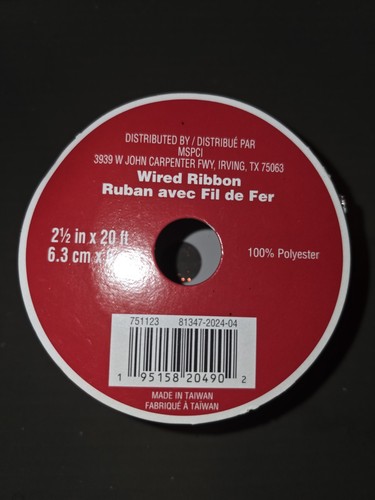 DISTRIBUTED BY / DISTRIBUÉ PAR
MSPCI
3939 W JOHN CARPENTER FWY, IRVING, TX 75063
Wired Ribbon
Ruban avec Fil de Fer
2½ in x 20 ft
6.3 cm x
100% Polyester
751123 81347-2024-04
1 95158 20490 2
MADE IN TAIWAN
FABRIQUÉ À TAÏWAN